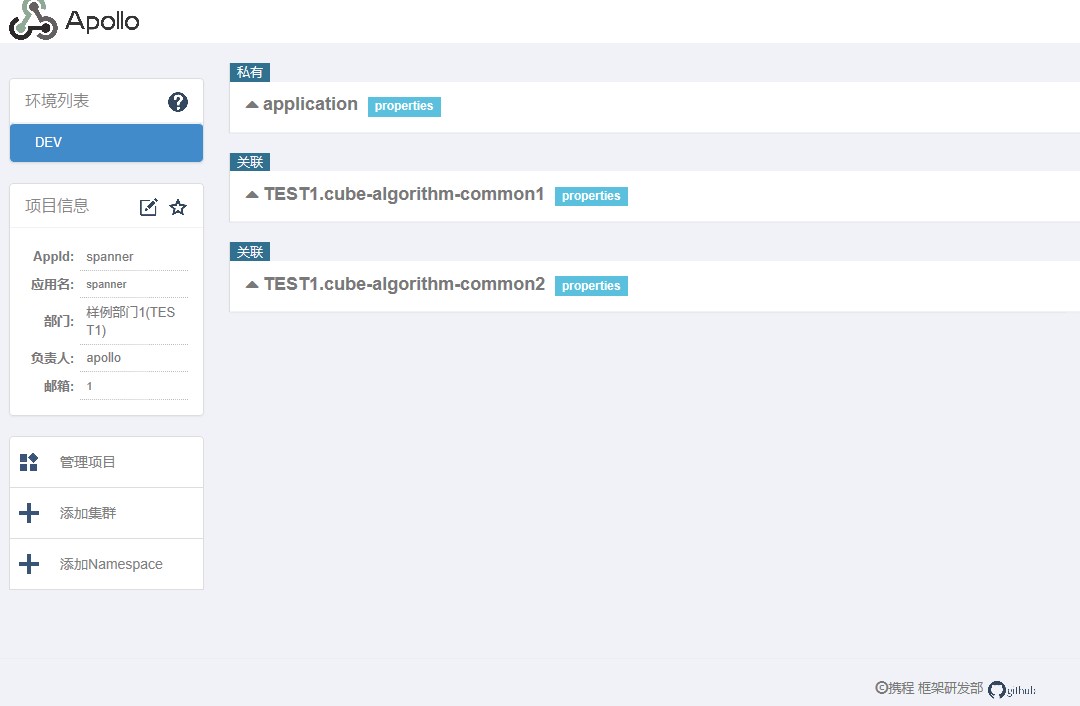 Apollo
环境列表
DEV
项目信息
AppId: spanner
应用名: spanner
部门: 样例部门1(TES
T1)
负责人: apollo
邮箱: 1
管理项目
添加集群
添加Namespace
私有
application properties
关联
TEST1.cube-algorithm-common1 properties
关联
TEST1.cube-algorithm-common2 properties
©携程 框架研发部 github